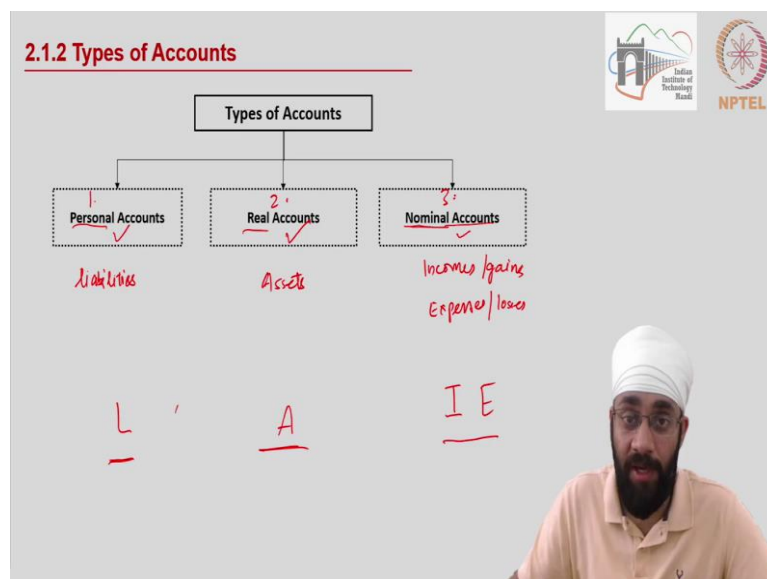 2.1.2 Types of Accounts
Indian
Institute of
Technology
Mandi
NPTEL
Types of Accounts
1.
Personal Accounts
2.
Real Accounts
3.
Nominal Accounts
liabilities
Assets
Incomes/gains
Expenses/losses
L
A
I E